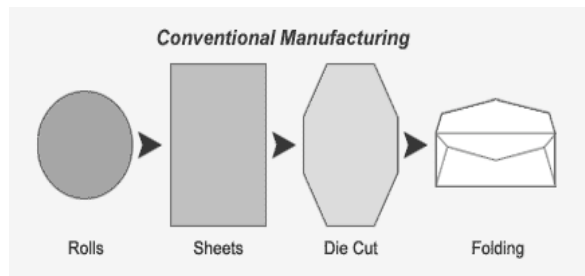 Conventional Manufacturing
Rolls
Sheets
Die Cut
Folding